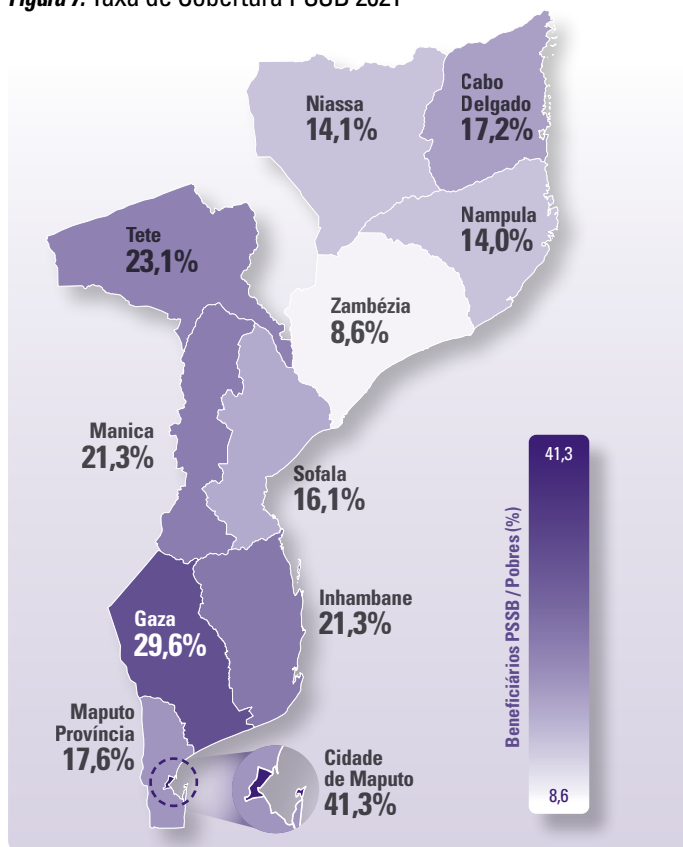 Figura 7. Taxa de Cobertura PSSB 2021
Cabo
Delgado
17,2%
Niassa
14,1%
Nampula
14,0%
Tete
23,1%
Zambézia
8,6%
Manica
21,3%
Sofala
16,1%
Inhambane
21,3%
Gaza
29,6%
Maputo
Província
17,6%
Cidade
de Maputo
41,3%
41,3
Beneficiários PSSB / Pobres (%)
8,6